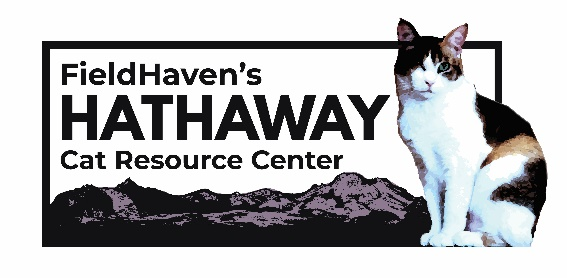 FieldHaven's
HATHAWAY
Cat Resource Center